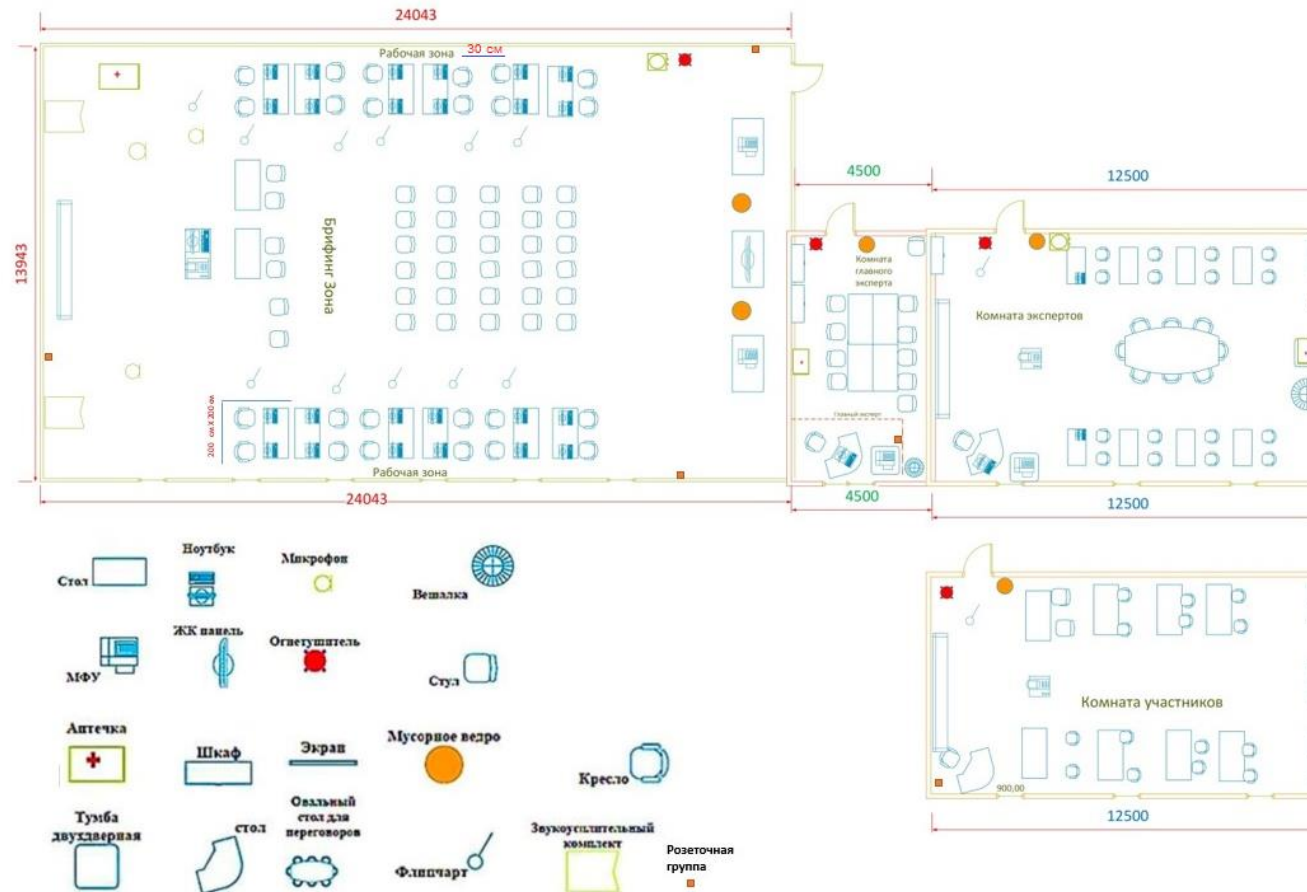 24043
Рабочая зона 30 см
4500
12500
13943
Брифинг Зона
Комната
главного
эксперта
Комната экспертов
Главный эксперт
200 см X 200 см
Рабочая зона
24043
4500
12500
Стол
Ноутбук
Микрофон
Вешалка
МФУ
ЖК панель
Огнетушитель
Стул
Аптечка
Шкаф
Экран
Мусорное ведро
Кресло
Тумба
двухдверная
стол
Овальный
стол для
переговоров
Флипчарт
Звукоусилительный
комплект
Розеточная
группа
Комната участников
900,00
12500